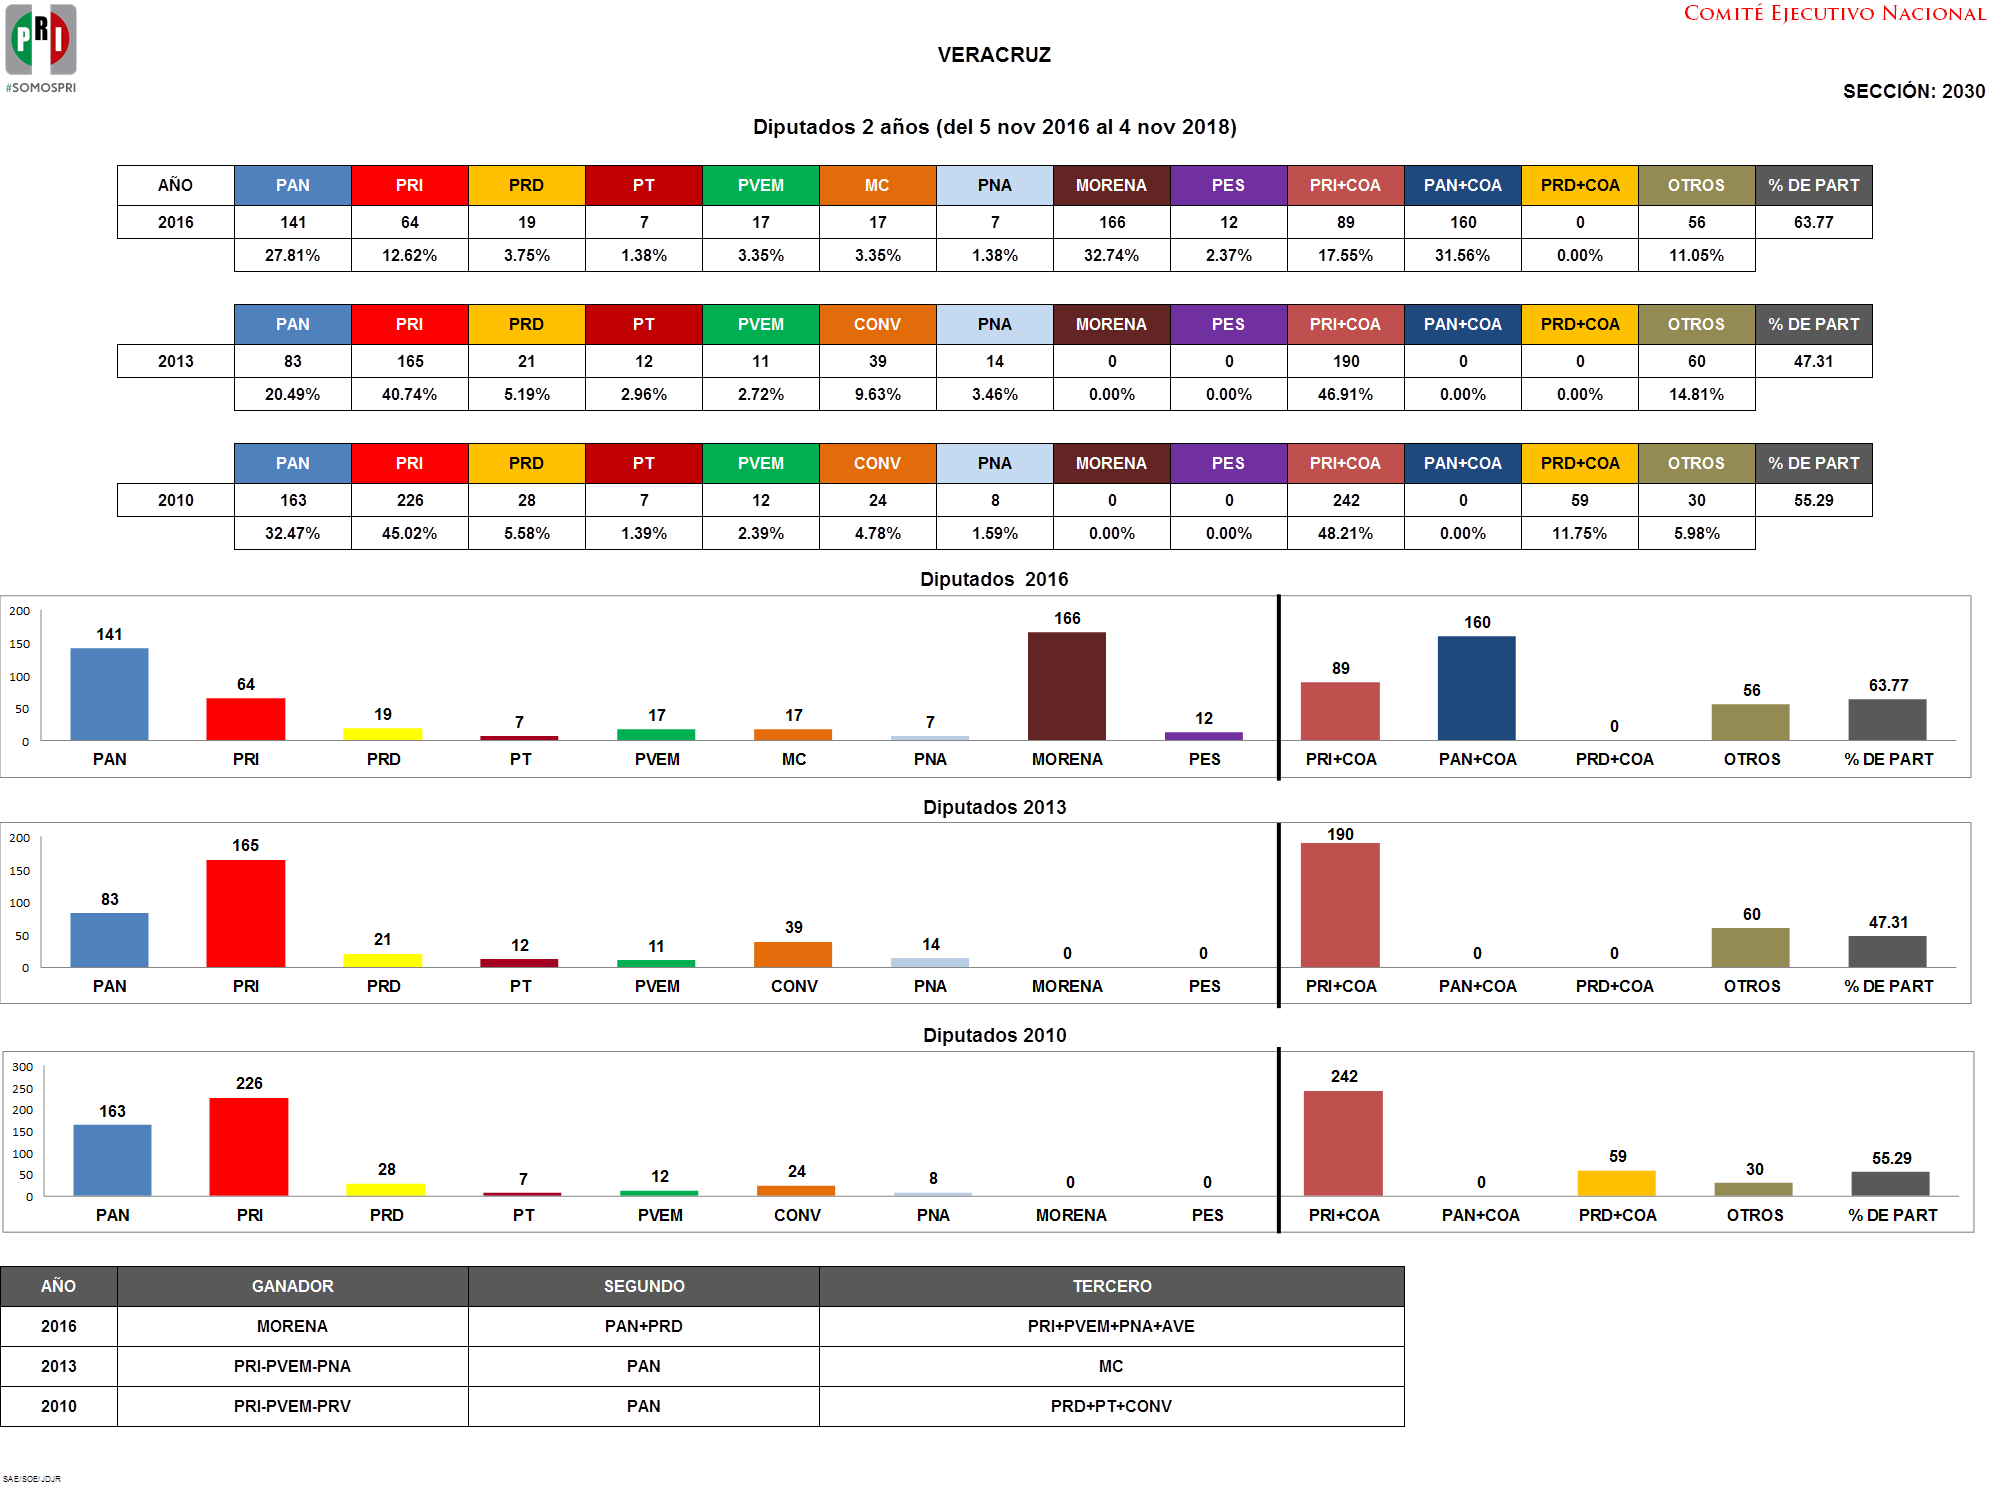 PRI
#SOMOSPRI
COMITÉ EJECUTIVO NACIONAL
VERACRUZ
SECCIÓN: 2030
Diputados 2 años (del 5 nov 2016 al 4 nov 2018)
AÑO PAN PRI PRD PT PVEM MC PNA MORENA PES PRI+COA PAN+COA PRD+COA OTROS % DE PART
2016 141 64 19 7 17 17 7 166 12 89 160 0 56 63.77
27.81% 12.62% 3.75% 1.38% 3.35% 3.35% 1.38% 32.74% 2.37% 17.55% 31.56% 0.00% 11.05%
PAN PRI PRD PT PVEM CONV PNA MORENA PES PRI+COA PAN+COA PRD+COA OTROS % DE PART
2013 83 165 21 12 11 39 14 0 0 190 0 0 60 47.31
20.49% 40.74% 5.19% 2.96% 2.72% 9.63% 3.46% 0.00% 0.00% 46.91% 0.00% 0.00% 14.81%
PAN PRI PRD PT PVEM CONV PNA MORENA PES PRI+COA PAN+COA PRD+COA OTROS % DE PART
2010 163 226 28 7 12 24 8 0 0 242 0 59 30 55.29
32.47% 45.02% 5.58% 1.39% 2.39% 4.78% 1.59% 0.00% 0.00% 48.21% 0.00% 11.75% 5.98%
Diputados 2016
200
150
100
50
0
141 64 19 7 17 17 7 166 12 89 160 0 56 63.77
PAN PRI PRD PT PVEM MC PNA MORENA PES PRI+COA PAN+COA PRD+COA OTROS % DE PART
Diputados 2013
200
150
100
50
0
83 165 21 12 11 39 14 0 0 190 0 0 60 47.31
PAN PRI PRD PT PVEM CONV PNA MORENA PES PRI+COA PAN+COA PRD+COA OTROS % DE PART
Diputados 2010
300
250
200
150
100
50
0
163 226 28 7 12 24 8 0 0 242 0 59 30 55.29
PAN PRI PRD PT PVEM CONV PNA MORENA PES PRI+COA PAN+COA PRD+COA OTROS % DE PART
AÑO GANADOR SEGUNDO TERCERO
2016 MORENA PAN+PRD PRI+PVEM+PNA+AVE
2013 PRI-PVEM-PNA PAN MC
2010 PRI-PVEM-PRV PAN PRD+PT+CONV
SAE/SOE/JDJR